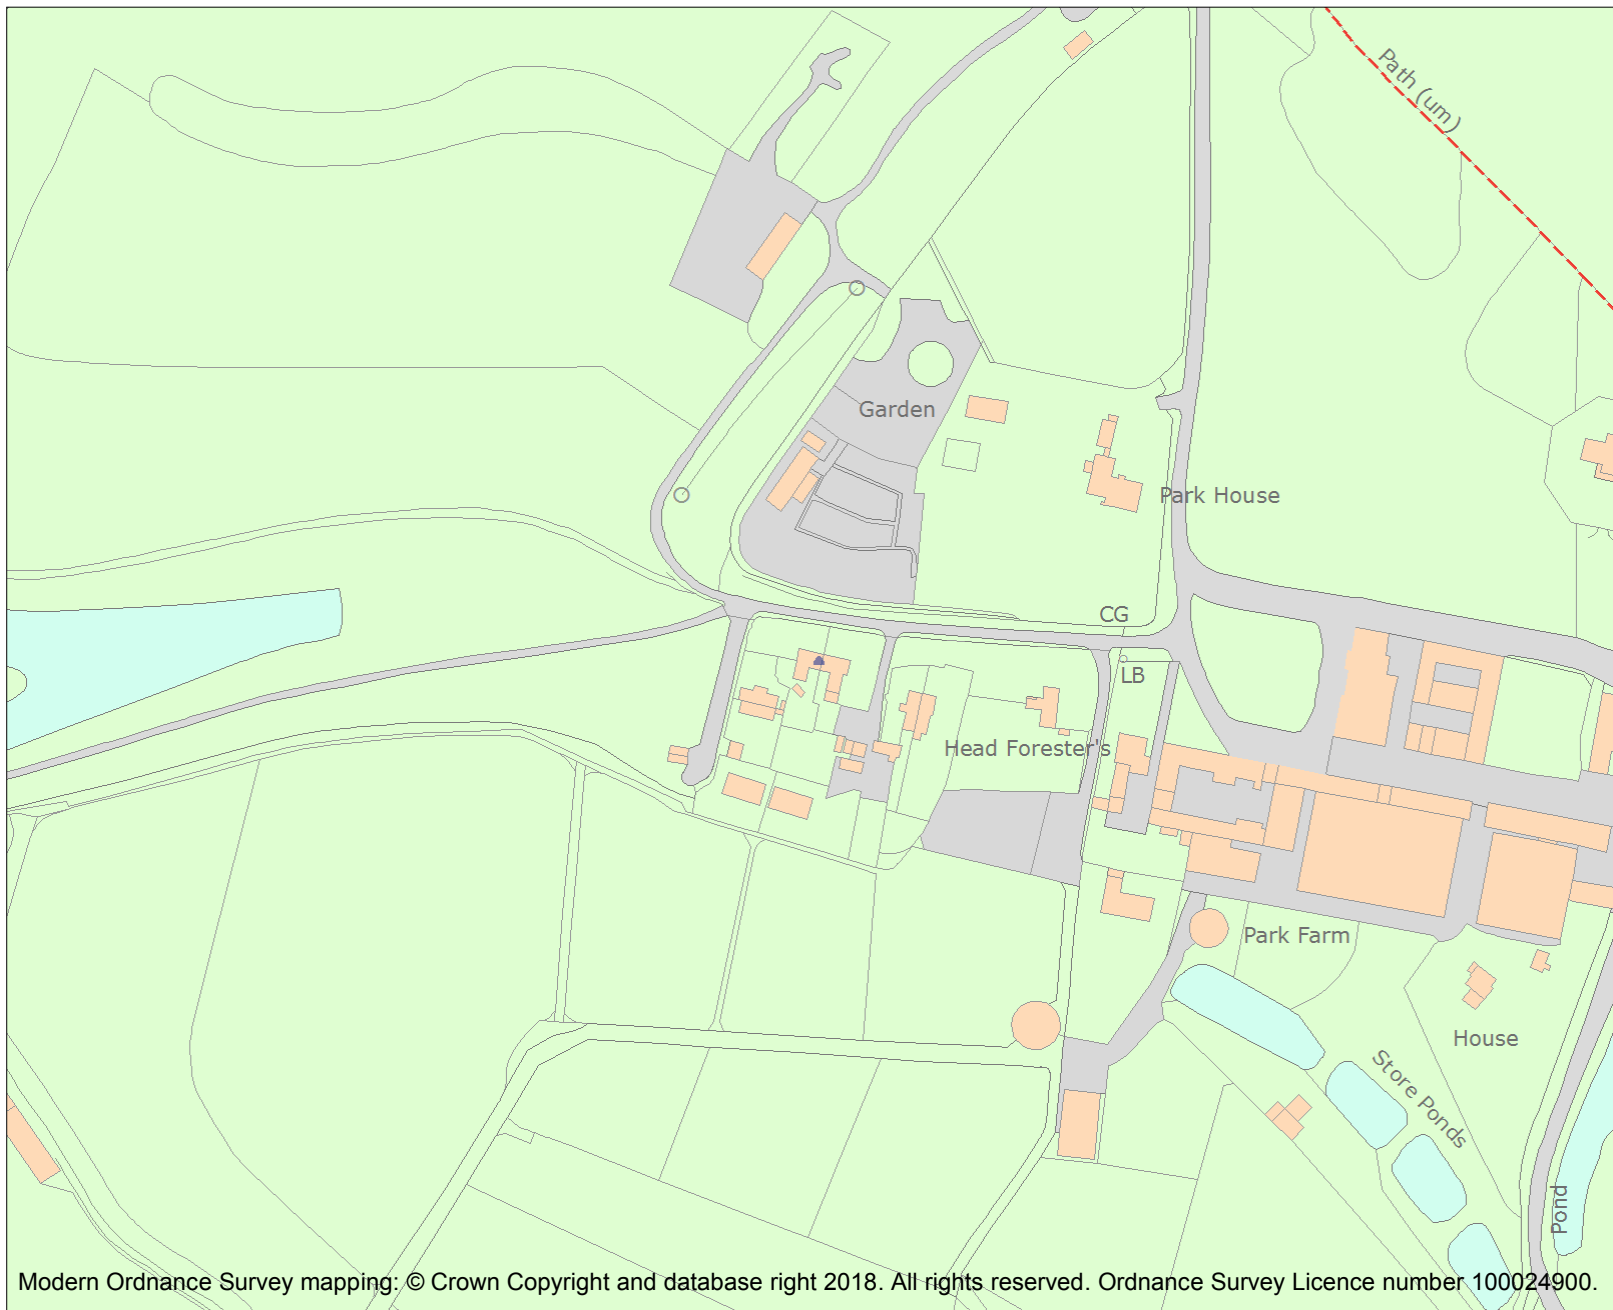 Path (um)
Garden
Park House
CG
LB
Head Forester's
Park Farm
House
Store Ponds
Pond
Modern Ordnance Survey mapping: © Crown Copyright and database right 2018. All rights reserved. Ordnance Survey Licence number 100024900.